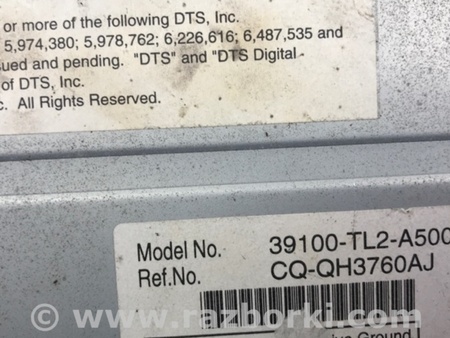 or more of the following DTS, Inc.
5,974,380; 5,978,762; 6,226,616; 6,487,535 and
sued and pending. "DTS" and "DTS Digital
of DTS, Inc.
c. All Rights Reserved.
Model No. 39100-TL2-A500
Ref.No. CQ-QH3760AJ
Ground
© www.razborki.com